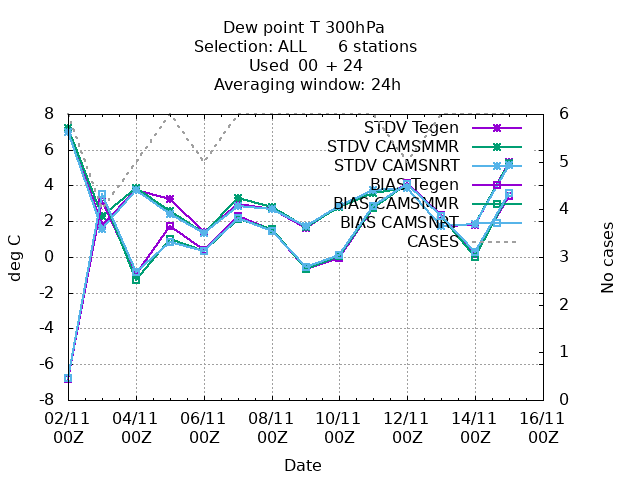 Dew point T 300hPa
Selection: ALL 6 stations
Used 00 + 24
Averaging window: 24h
8 6 4 2 0 -2 -4 -6 -8
deg C
6 5 4 3 2 1 0
No cases
STDV Tegen
STDV CAMSMMR
STDV CAMSNRT
BIAS Tegen
BIAS CAMSMMR
BIAS CAMSNRT
CASES
02/11 04/11 06/11 08/11 10/11 12/11 14/11 16/11
00Z 00Z 00Z 00Z 00Z 00Z 00Z 00Z
Date